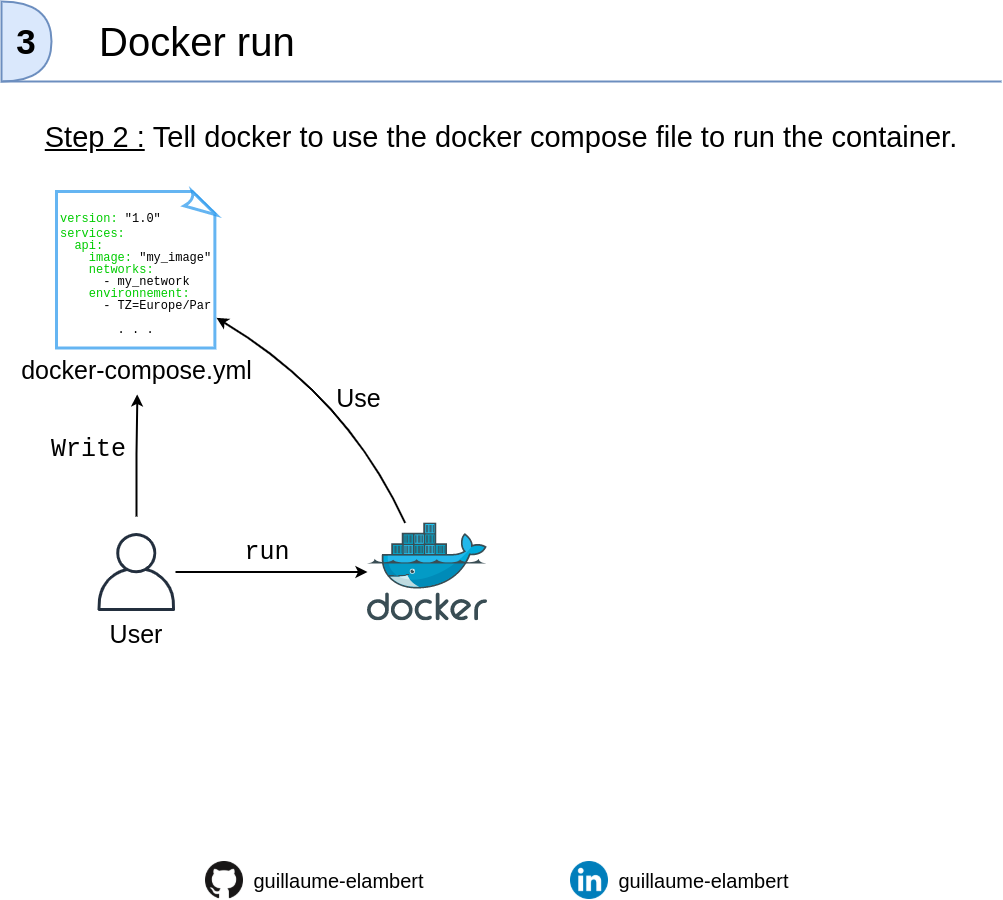 3
Docker run
Step 2 : Tell docker to use the docker compose file to run the container.
version: "1.0"
services:
  api:
    image: "my_image"
    networks:
      - my_network
    environnement:
      - TZ=Europe/Par
        . . .
docker-compose.yml
Use
Write
run
docker
User
guillaume-elambert
in
guillaume-elambert